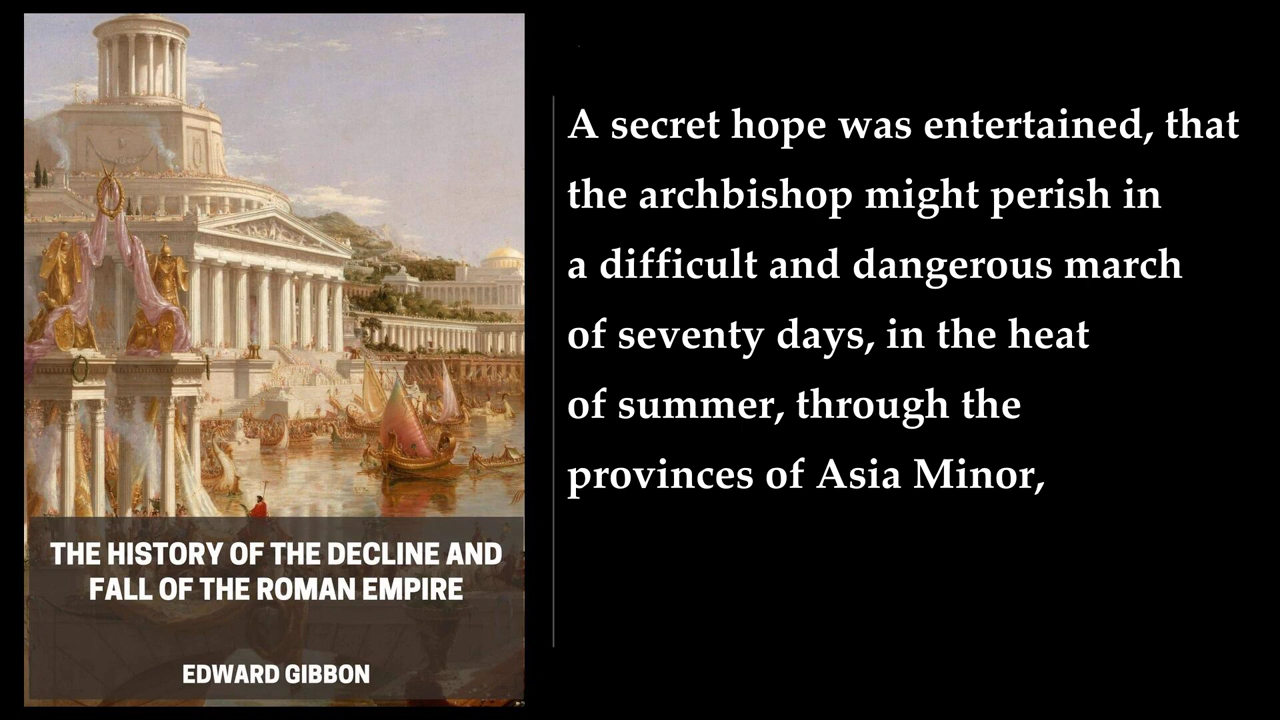 A secret hope was entertained, that
the archbishop might perish in
a difficult and dangerous march
of seventy days, in the heat
of summer, through the
provinces of Asia Minor,
THE HISTORY OF THE DECLINE AND
FALL OF THE ROMAN EMPIRE
EDWARD GIBBON